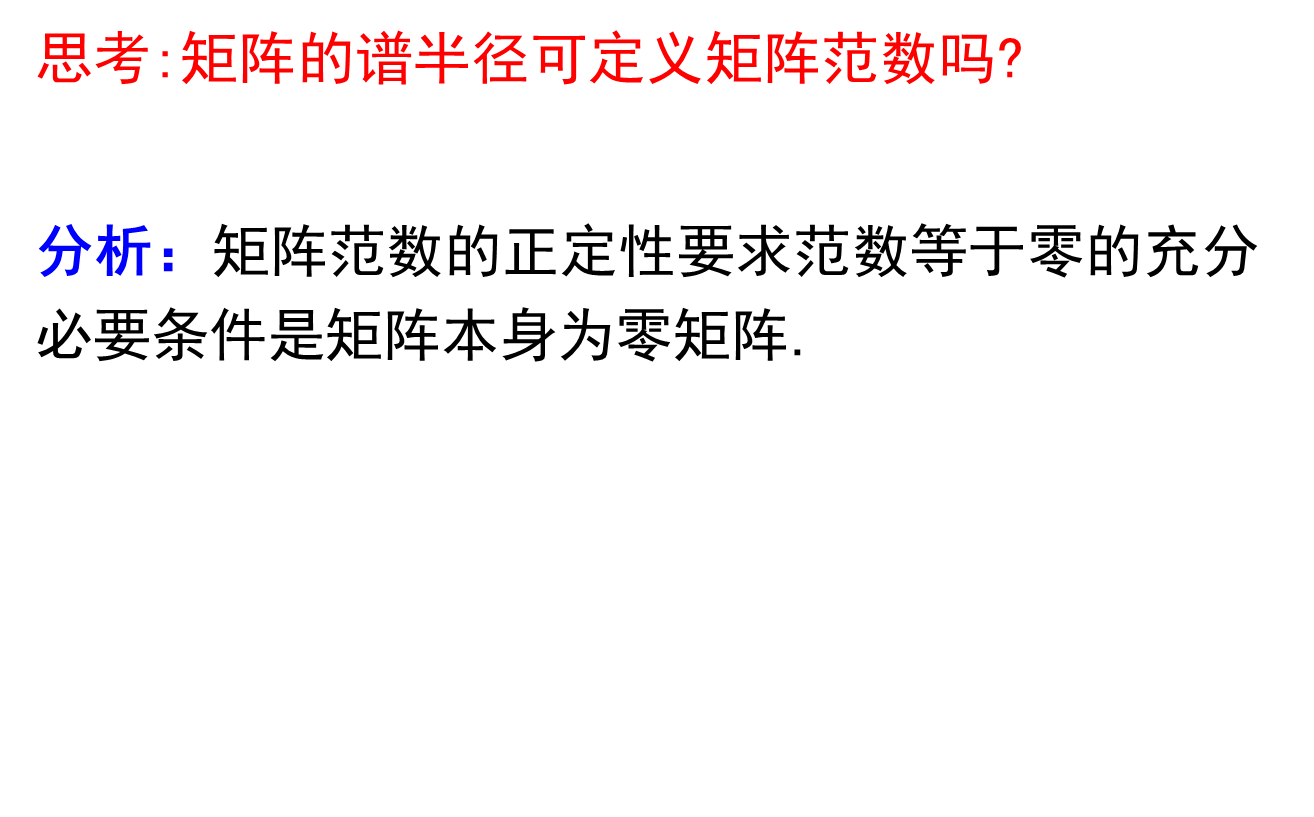 思考:矩阵的谱半径可定义矩阵范数吗?
分析：矩阵范数的正定性要求范数等于零的充分
必要条件是矩阵本身为零矩阵.